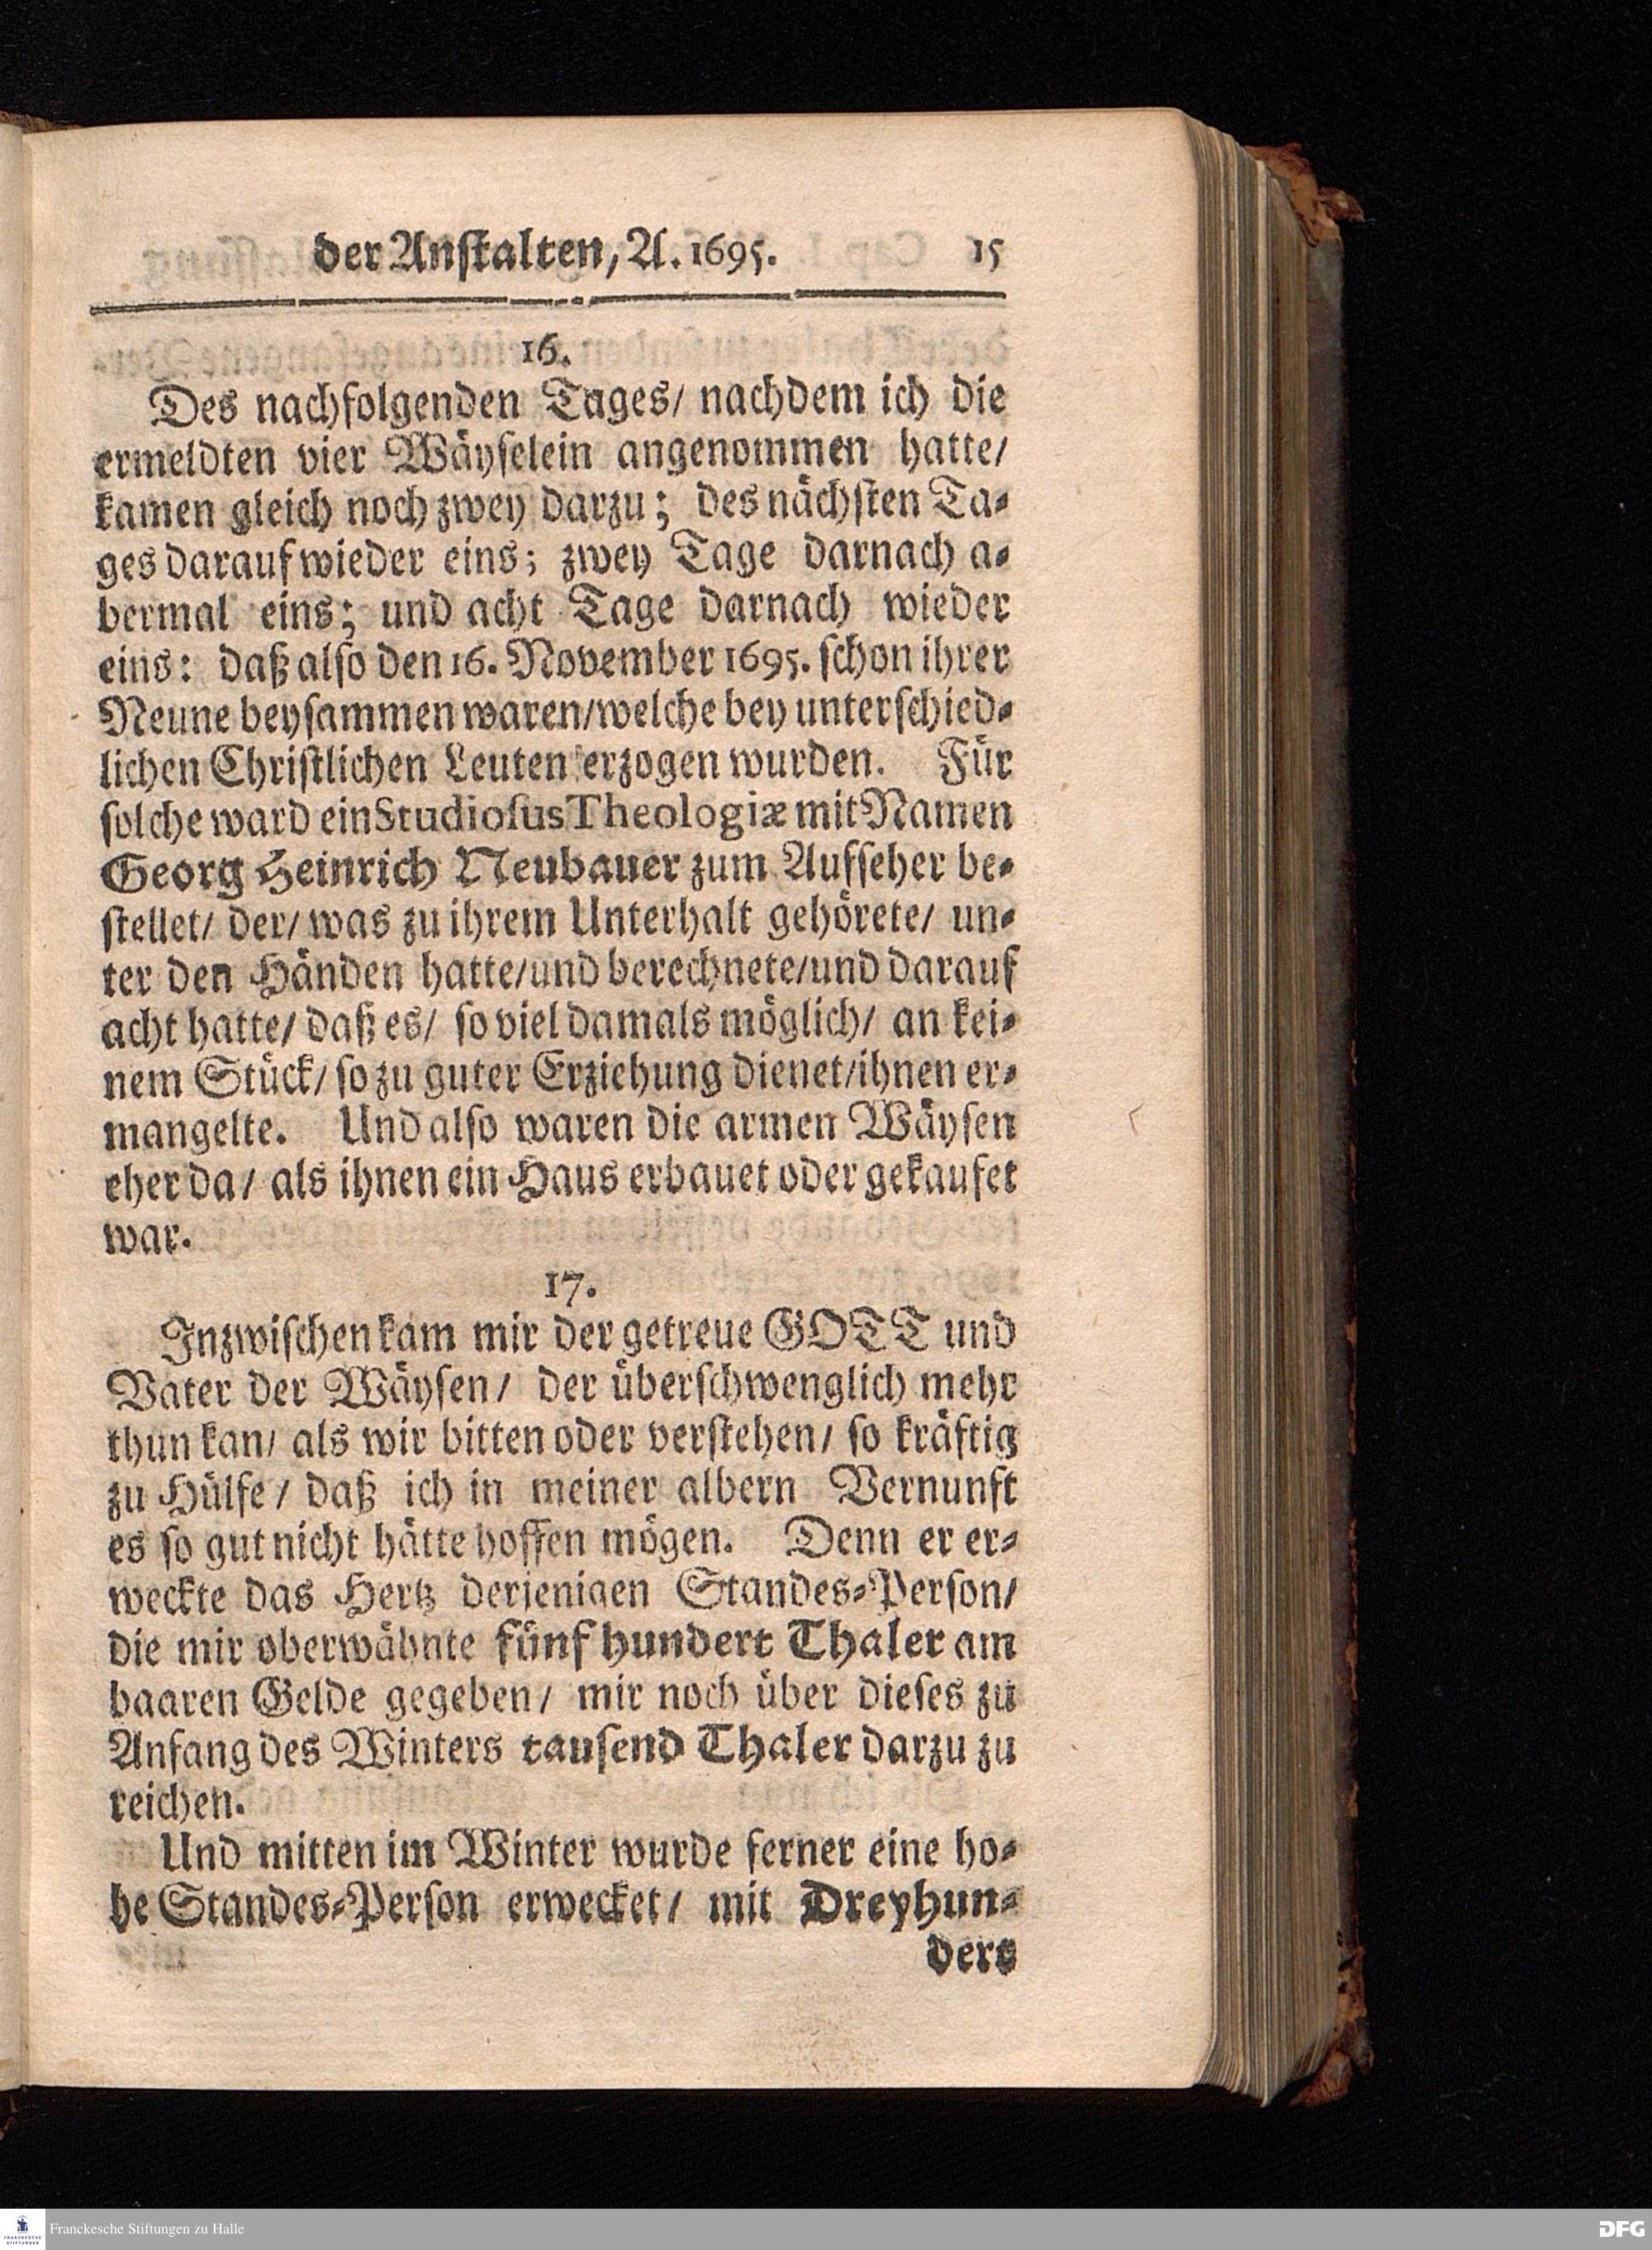 der Anſtalten, A. 1695. 15
16.
Des nachfolgenden Tages/ nachdem ich die
ermeldten vier Wäyſelein angenommen hatte/
kamen gleich noch zwey darzu; des nächſten Ta-
ges darauf wieder eins; zwey Tage darnach a-
bermal eins; und acht Tage darnach wieder
eins: daß alſo den 16. November 1695. ſchon ihrer
Neune beyſammen waren/welche bey unterſchied-
lichen Chriſtlichen Leuten erzogen wurden. Für
ſolche ward ein Studioſus Theologiæ mit Namen
Georg Heinrich Neubauer zum Aufſeher be-
ſtellet/ der/ was zu ihrem Unterhalt gehörete/ un-
ter den Händen hatte/und berechnete/und darauf
acht hatte/ daß es/ ſo viel damals möglich/ an kei-
nem Stück/ ſo zu guter Erziehung dienet/ihnen er-
mangelte. Und alſo waren die armen Wäyſen
eher da/ als ihnen ein Haus erbauet oder gekaufet
war.
17.
Inzwiſchen kam mir der getreue GOTT und
Vater der Wäyſen/ der überſchwenglich mehr
thun kan/ als wir bitten oder verſtehen/ ſo kräftig
zu Hülfe/ daß ich in meiner albern Vernunft
es ſo gut nicht hätte hoffen mögen. Denn er er-
weckte das Hertz derjenigen Standes-Perſon/
die mir oberwähnte fünf hundert Thaler am
baaren Gelde gegeben/ mir noch über dieſes zu
Anfang des Winters tauſend Thaler darzu zu
reichen.
Und mitten im Winter wurde ferner eine ho-
he Standes-Perſon erwecket/ mit Dreyhun-
dert
FRANCKESCHE STIFTUNGEN
Franckesche Stiftungen zu Halle
DFG